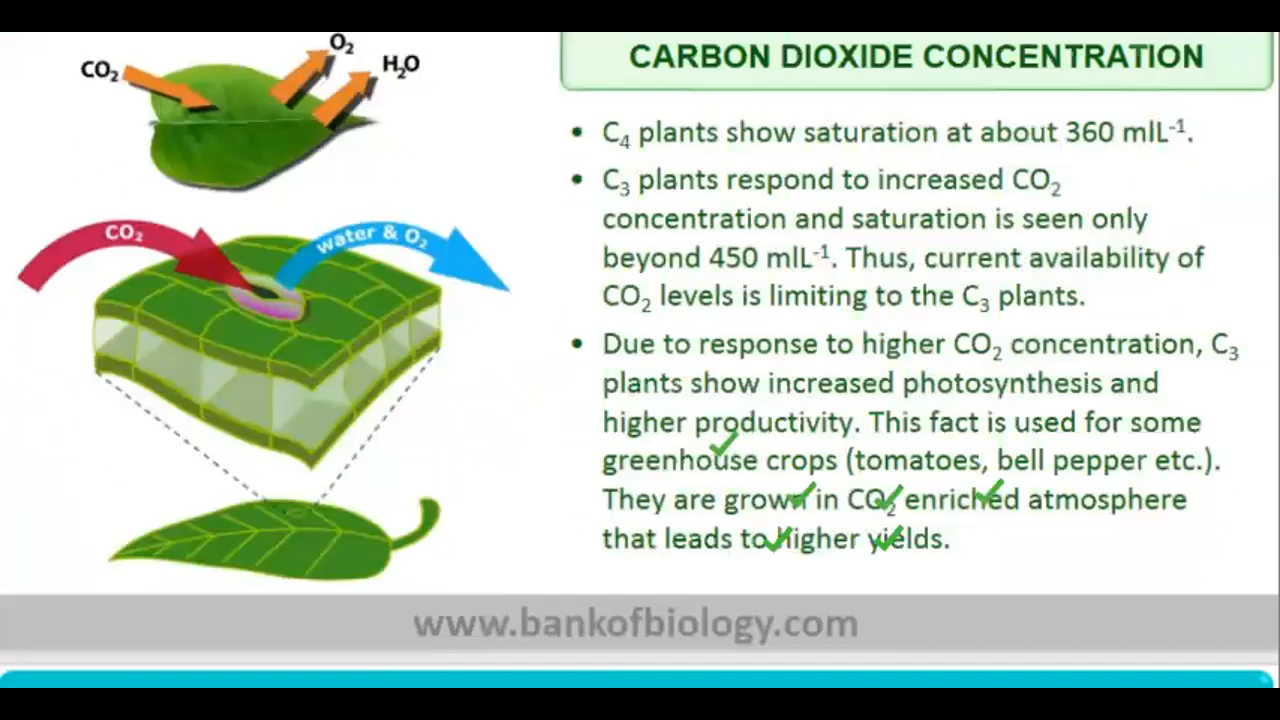 CO₂
O₂
H₂O
CO₂
water & O₂
CARBON DIOXIDE CONCENTRATION
• C₄ plants show saturation at about 360 mlL⁻¹.
• C₃ plants respond to increased CO₂
concentration and saturation is seen only
beyond 450 mlL⁻¹. Thus, current availability of
CO₂ levels is limiting to the C₃ plants.
• Due to response to higher CO₂ concentration, C₃
plants show increased photosynthesis and
higher productivity. This fact is used for some
greenhouse crops (tomatoes, bell pepper etc.).
They are grown in CO₂ enriched atmosphere
that leads to higher yields.
www.bankofbiology.com